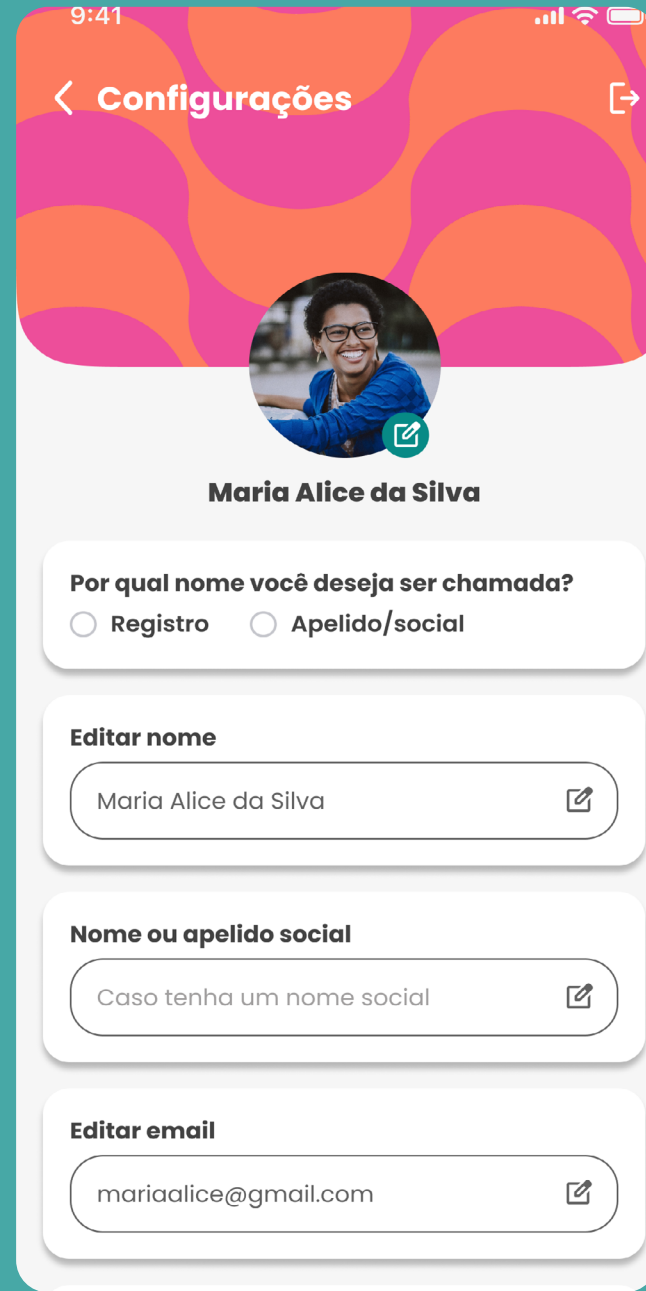 9:41
Configurações
Maria Alice da Silva
Por qual nome você deseja ser chamada?
Registro Apelido/social
Editar nome
Maria Alice da Silva
Nome ou apelido social
Caso tenha um nome social
Editar email
mariaalice@gmail.com